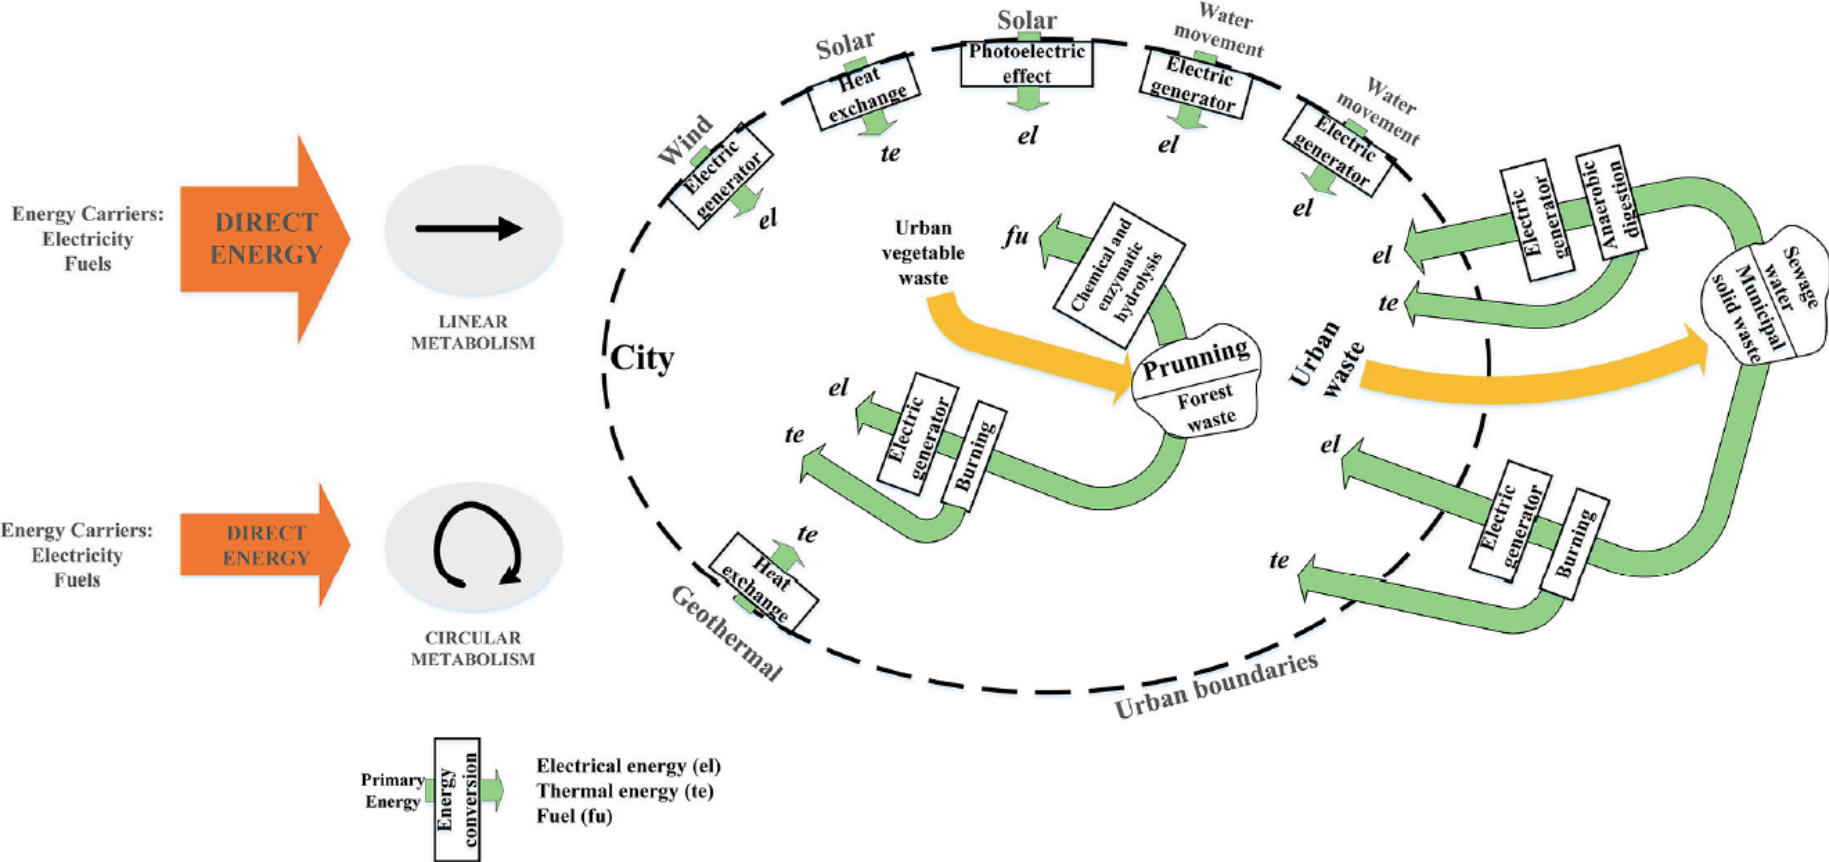 Energy Carriers:
Electricity
Fuels
DIRECT
ENERGY
LINEAR
METABOLISM
Energy Carriers:
Electricity
Fuels
DIRECT
ENERGY
CIRCULAR
METABOLISM
Primary
Energy
Energy
conversion
Electrical energy (el)
Thermal energy (te)
Fuel (fu)
City
Wind
Electric
generator
el
Solar
Heat
exchange
te
Solar
Photoelectric
effect
el
Water
movement
Electric
generator
el
Water
movement
Electric
generator
el
Urban
vegetable
waste
fu
Chemical and
enzymatic
hydrolysis
Prunning
Forest
waste
el
Electric
generator
Burning
te
te
Heat
exchange
Geothermal
Urban boundaries
el
Electric
generator
Anaerobic
digestion
te
Sewage
water
Municipal
solid waste
Urban
waste
el
Electric
generator
Burning
te